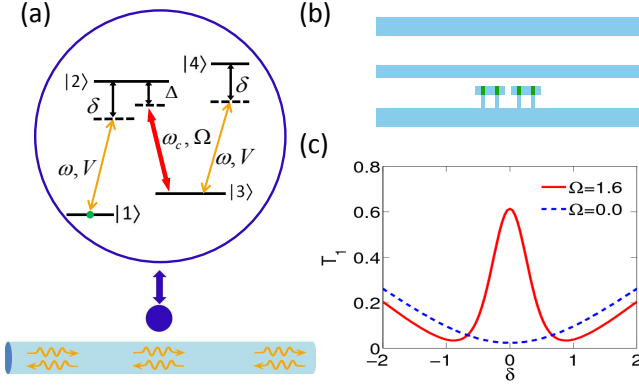 (a)
|2⟩
|4⟩
δ
Δ
δ
ω, V
ω_c, Ω
ω, V
|1⟩
|3⟩
(b)
(c)
0.8
0.6
0.4
0.2
0
T_1
Ω=1.6
Ω=0.0
−2 −1 0 1 2
δ